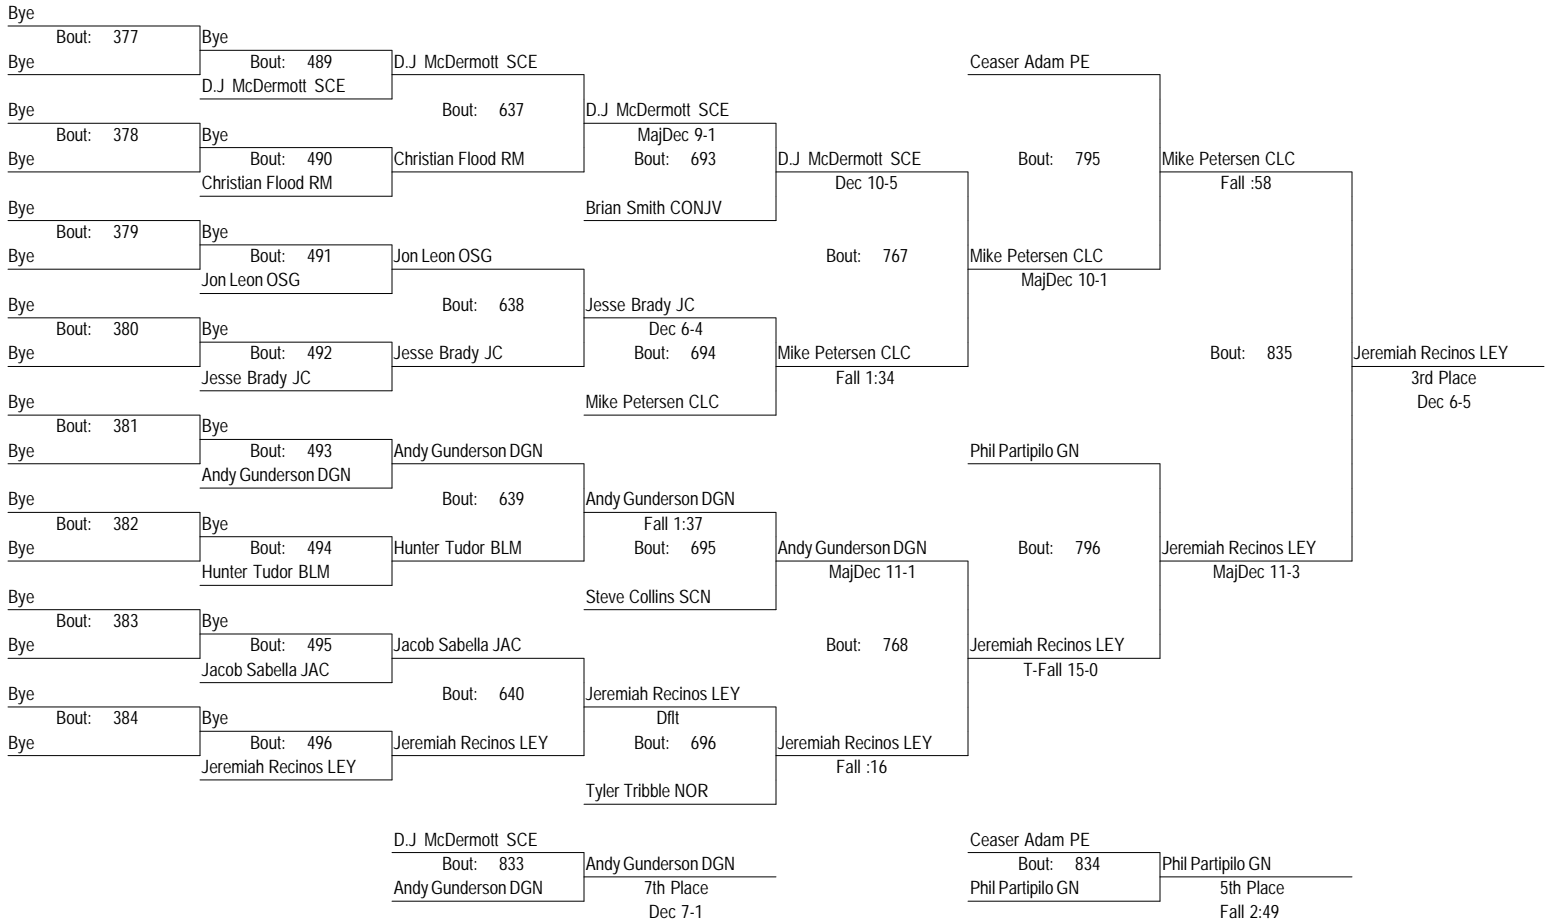 Bye
Bout: 377 Bye
Bye Bout: 489 D.J McDermott SCE Ceaser Adam PE
D.J McDermott SCE
Bye Bout: 637 D.J McDermott SCE
Bout: 378 Bye MajDec 9-1
Bye Bout: 490 Christian Flood RM Bout: 693 D.J McDermott SCE Bout: 795 Mike Petersen CLC
Christian Flood RM Dec 10-5 Fall :58
Bye Brian Smith CONJV
Bout: 379 Bye
Bye Bout: 491 Jon Leon OSG Bout: 767 Mike Petersen CLC
Jon Leon OSG MajDec 10-1
Bye Bout: 638 Jesse Brady JC
Bout: 380 Bye Dec 6-4
Bye Bout: 492 Jesse Brady JC Bout: 694 Mike Petersen CLC Bout: 835 Jeremiah Recinos LEY
Jesse Brady JC Fall 1:34 3rd Place
Bye Mike Petersen CLC Dec 6-5
Bout: 381 Bye
Bye Bout: 493 Andy Gunderson DGN Phil Partipilo GN
Andy Gunderson DGN
Bye Bout: 639 Andy Gunderson DGN
Bout: 382 Bye Fall 1:37
Bye Bout: 494 Hunter Tudor BLM Bout: 695 Andy Gunderson DGN Bout: 796 Jeremiah Recinos LEY
Hunter Tudor BLM MajDec 11-1 MajDec 11-3
Bye Steve Collins SCN
Bout: 383 Bye
Bye Bout: 495 Jacob Sabella JAC Bout: 768 Jeremiah Recinos LEY
Jacob Sabella JAC T-Fall 15-0
Bye Bout: 640 Jeremiah Recinos LEY
Bout: 384 Bye Dflt
Bye Bout: 496 Jeremiah Recinos LEY Bout: 696 Jeremiah Recinos LEY
Jeremiah Recinos LEY Fall :16
Tyler Tribble NOR
D.J McDermott SCE Ceaser Adam PE
Bout: 833 Andy Gunderson DGN Bout: 834 Phil Partipilo GN
Andy Gunderson DGN 7th Place Phil Partipilo GN 5th Place
Dec 7-1 Fall 2:49